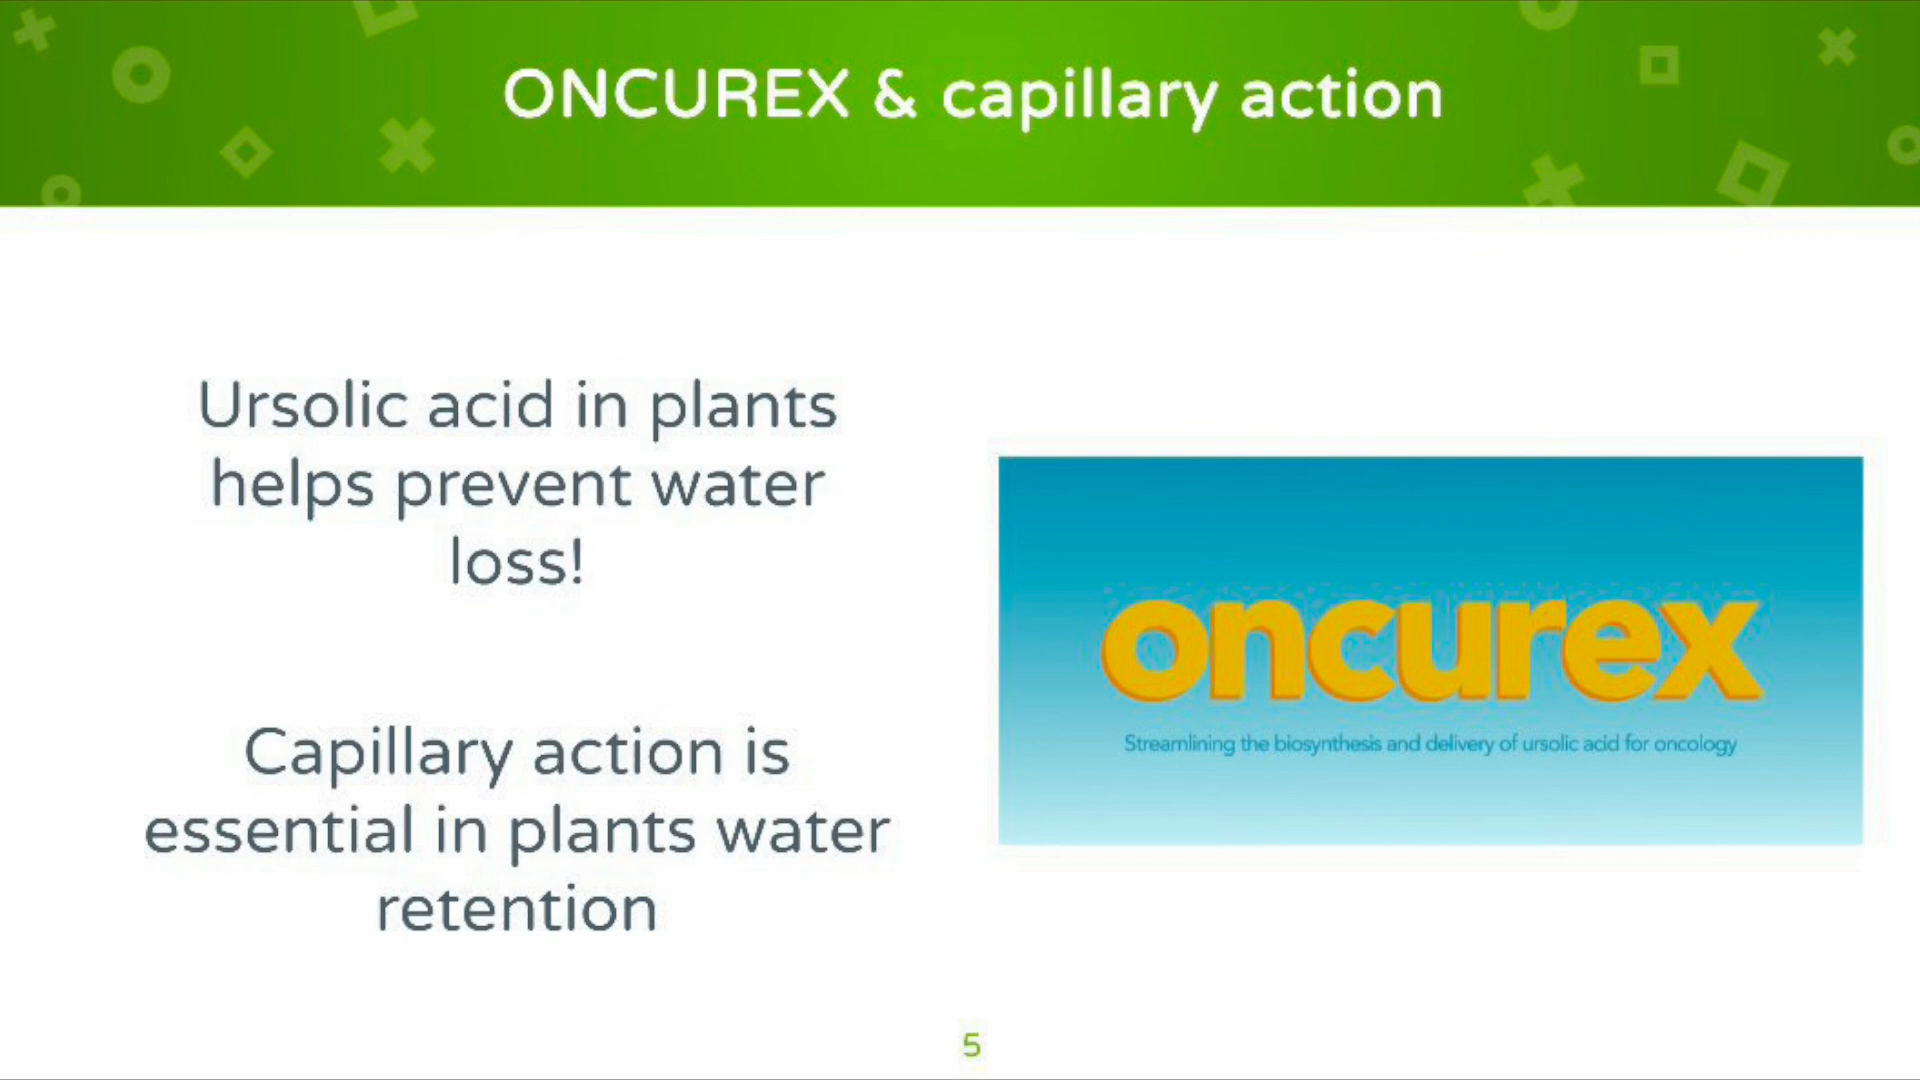 ONCUREX & capillary action
Ursolic acid in plants
helps prevent water
loss!
Capillary action is
essential in plants water
retention
oncurex
Streamlining the biosynthesis and delivery of ursolic acid for oncology
5